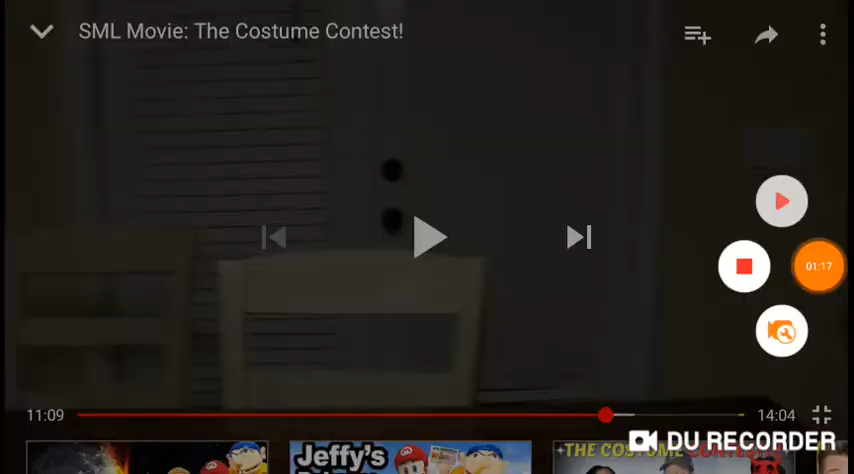 SML Movie: The Costume Contest!
01:17
11:09
14:04
DU RECORDER
Jeffy's
THE COSTUME CONTEST